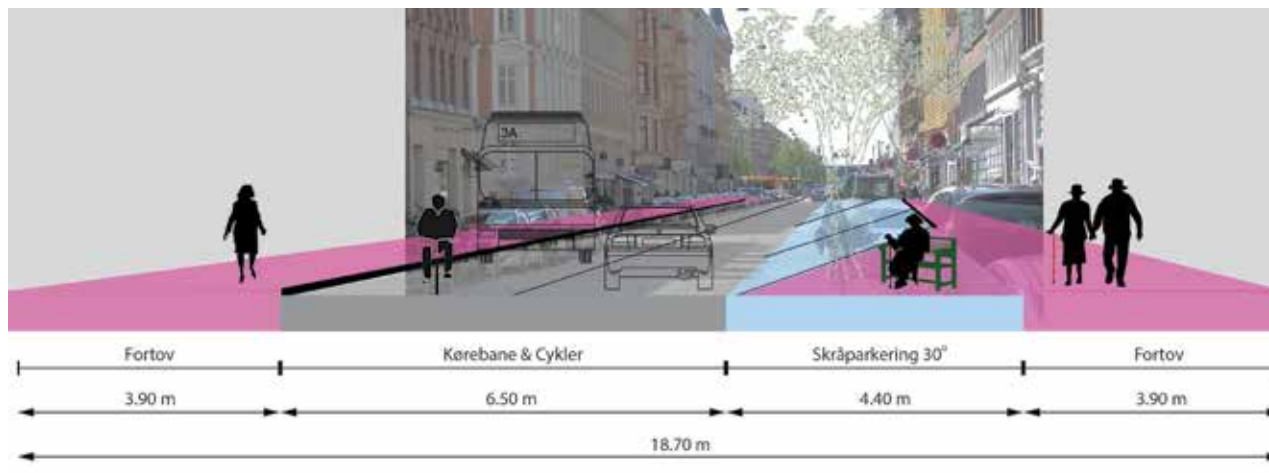 3A
Fortov
Kørebane & Cykler
Skråparkering 30°
Fortov
3.90 m
6.50 m
4.40 m
3.90 m
18.70 m